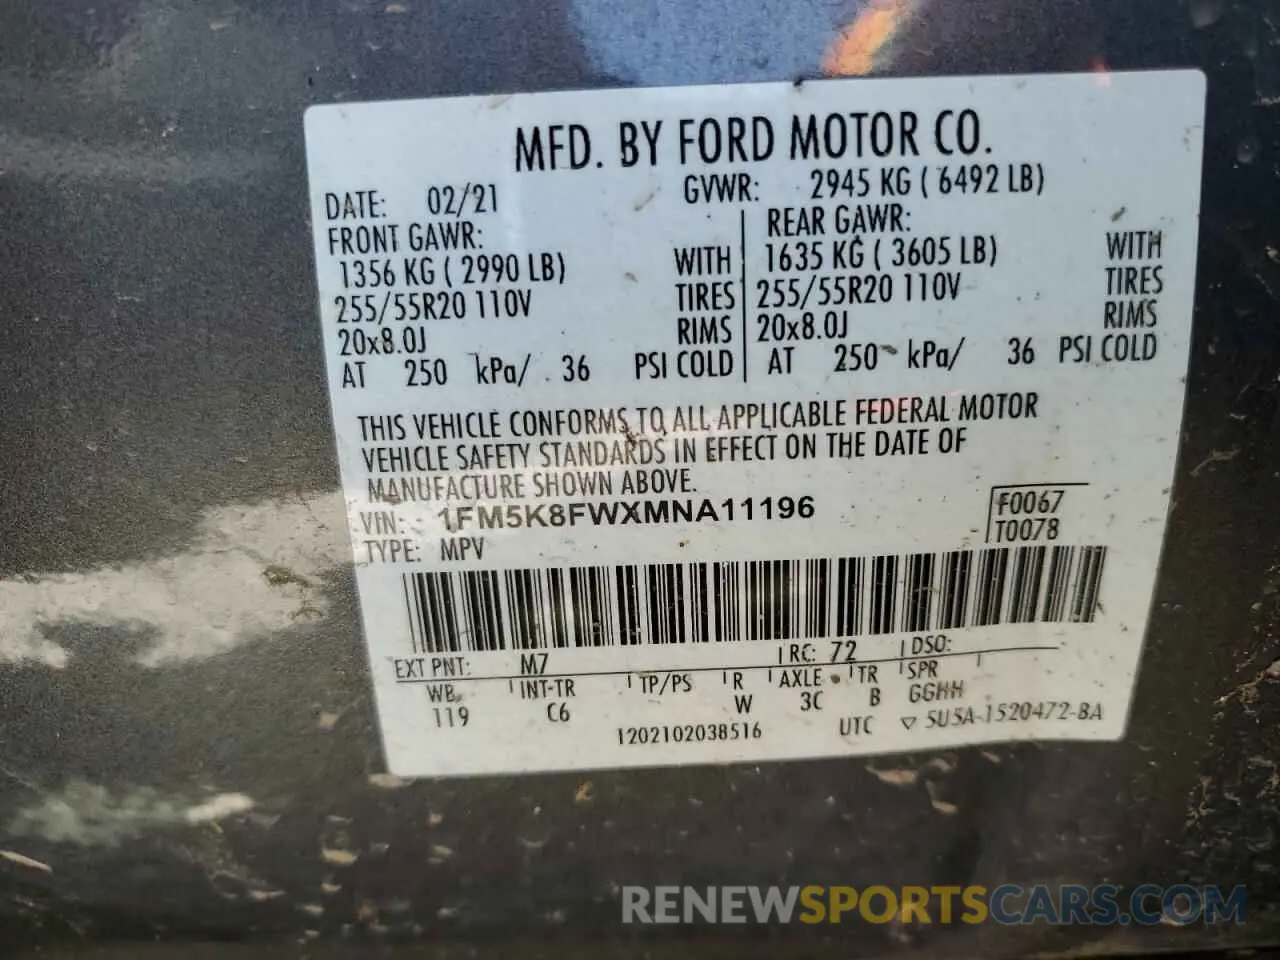 MFD. BY FORD MOTOR CO.
DATE: 02/21 GVWR: 2945 KG ( 6492 LB)
FRONT GAWR: REAR GAWR:
1356 KG ( 2990 LB) WITH 1635 KG ( 3605 LB) WITH
255/55R20 110V TIRES 255/55R20 110V TIRES
20x8.0J RIMS 20x8.0J RIMS
AT 250 kPa/ 36 PSI COLD AT 250 kPa/ 36 PSI COLD
THIS VEHICLE CONFORMS TO ALL APPLICABLE FEDERAL MOTOR
VEHICLE SAFETY STANDARDS IN EFFECT ON THE DATE OF
MANUFACTURE SHOWN ABOVE.
VIN: 1FM5K8FWXMNA11196 F0067
TYPE: MPV T0078
EXT PNT: M7 RC: 72 DSO:
WB INT-TR TP/PS R AXLE TR SPR
119 C6 W 3C B GGHH
1202102038516 UTC ▽ SU5A-1520472-BA
RENEWSPORTSCARS.COM